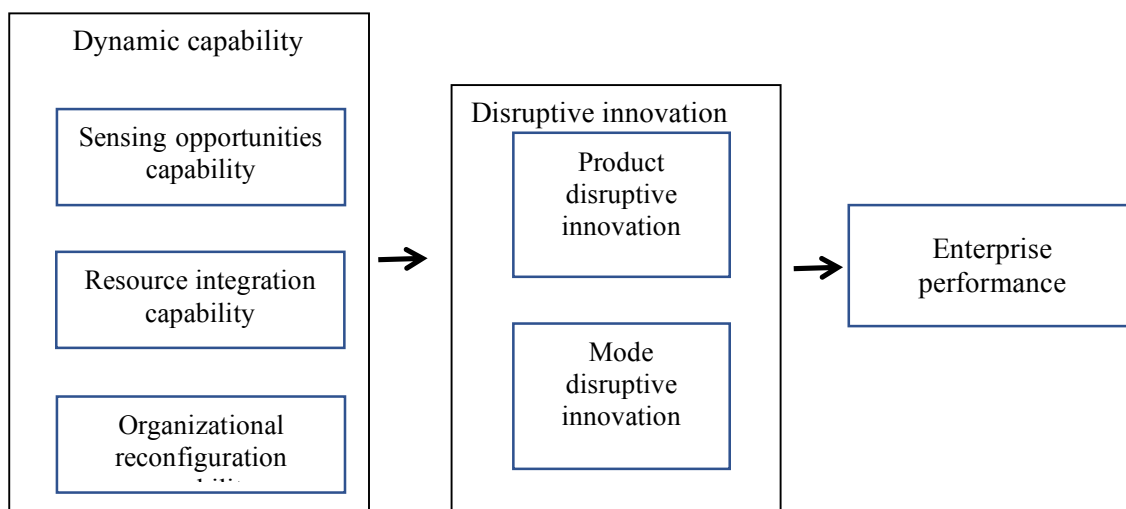 Dynamic capability
Sensing opportunities
capability
Resource integration
capability
Organizational
reconfiguration
Disruptive innovation
Product
disruptive
innovation
Mode
disruptive
innovation
Enterprise
performance